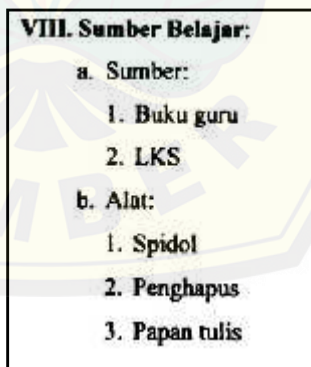 VIII. Sumber Belajar:
a. Sumber:
1. Buku guru
2. LKS
b. Alat:
1. Spidol
2. Penghapus
3. Papan tulis